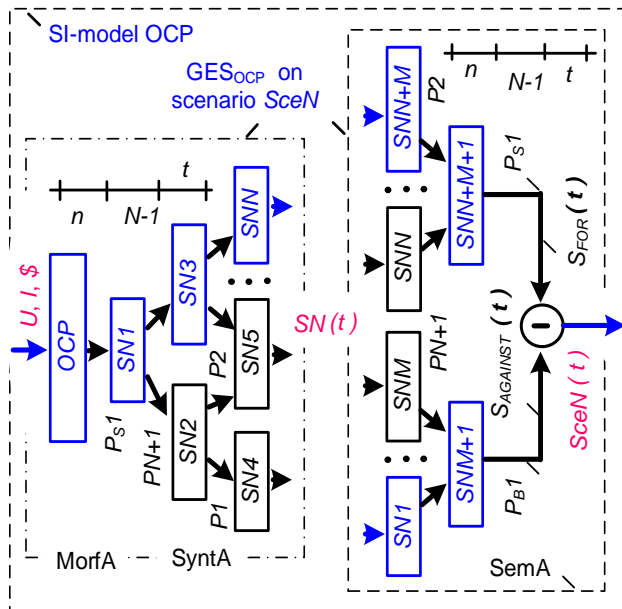 SI-model OCP
GES_OCP on
scenario SceN
n N-1 t
n N-1 t
U, I, $
OCP
SN1
P_S1
PN+1
SN3
SN2
P2
P1
SNN
...
SN5
SN4
MorfA
SyntA
SN(t)
SNN+M
P2
...
SNN
SNN+M+1
P_S1
S_FOR(t)
PN+1
SNM
...
SN1
SNM+1
P_B1
S_AGAINST(t)
−
SceN(t)
SemA